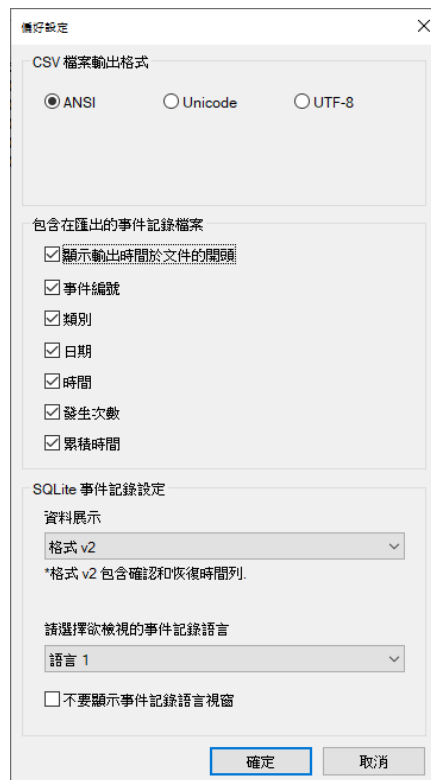 偏好設定
CSV 檔案輸出格式
ANSI Unicode UTF-8
包含在匯出的事件記錄檔案
顯示輸出時間於文件的開頭
事件編號
類別
日期
時間
發生次數
累積時間
SQLite 事件記錄設定
資料展示
格式 v2
*格式 v2 包含確認和恢復時間列.
請選擇欲檢視的事件記錄語言
語言 1
不要顯示事件記錄語言視窗
確定 取消